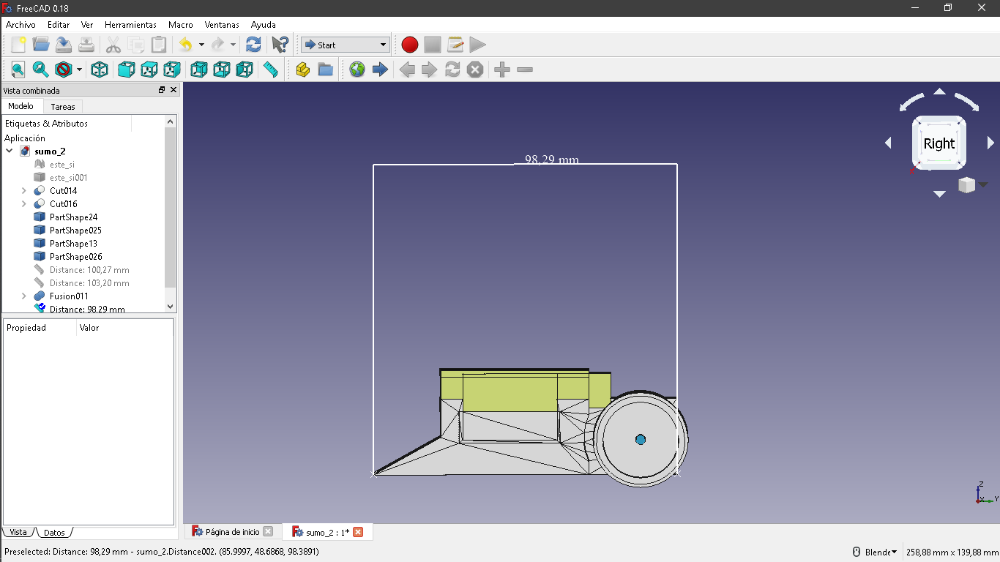 FreeCAD 0.18
Archivo Editar Ver Herramientas Macro Ventanas Ayuda
Start
Vista combinada
Modelo Tareas
Etiquetas & Atributos
Aplicación
sumo_2
este_si
este_si001
Cut014
Cut016
PartShape24
PartShape025
PartShape13
PartShape026
Distance: 100,27 mm
Distance: 103,20 mm
Fusion011
Distance: 98,29 mm
Propiedad Valor
Vista Datos
98,29 mm
Right
Z
X Y
Página de inicio
sumo_2 : 1*
Preselected: Distance: 98,29 mm - sumo_2.Distance002. (85.9997, 48.6868, 98.3891)
Blende
258,88 mm x 139,88 mm